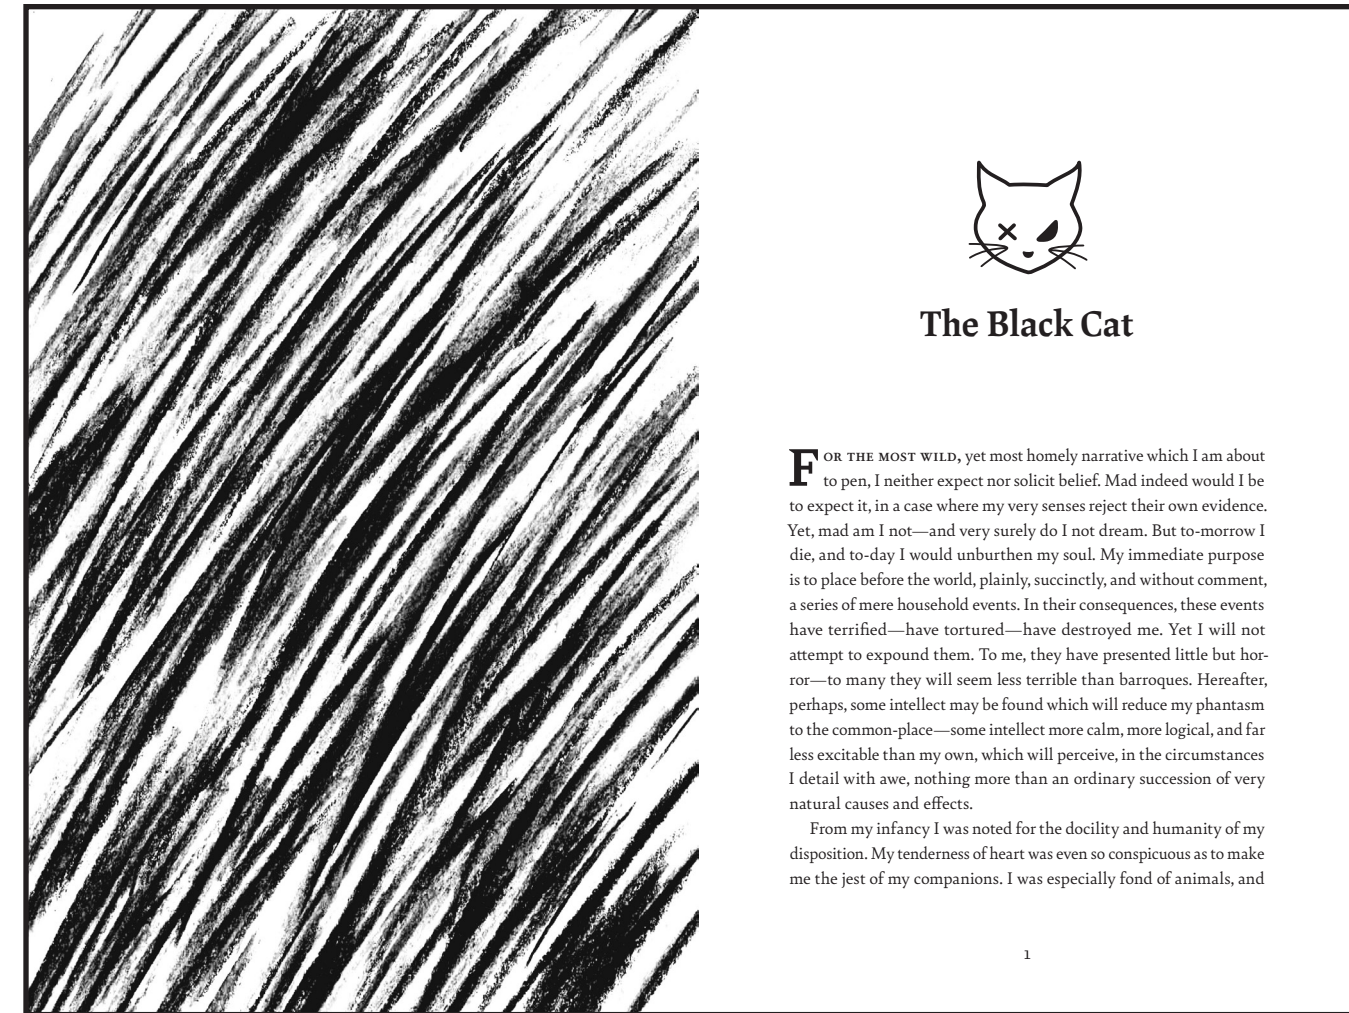 The Black Cat
FOR THE MOST WILD, yet most homely narrative which I am about
to pen, I neither expect nor solicit belief. Mad indeed would I be
to expect it, in a case where my very senses reject their own evidence.
Yet, mad am I not—and very surely do I not dream. But to-morrow I
die, and to-day I would unburthen my soul. My immediate purpose
is to place before the world, plainly, succinctly, and without comment,
a series of mere household events. In their consequences, these events
have terrified—have tortured—have destroyed me. Yet I will not
attempt to expound them. To me, they have presented little but hor-
ror—to many they will seem less terrible than barroques. Hereafter,
perhaps, some intellect may be found which will reduce my phantasm
to the common-place—some intellect more calm, more logical, and far
less excitable than my own, which will perceive, in the circumstances
I detail with awe, nothing more than an ordinary succession of very
natural causes and effects.
From my infancy I was noted for the docility and humanity of my
disposition. My tenderness of heart was even so conspicuous as to make
me the jest of my companions. I was especially fond of animals, and
1